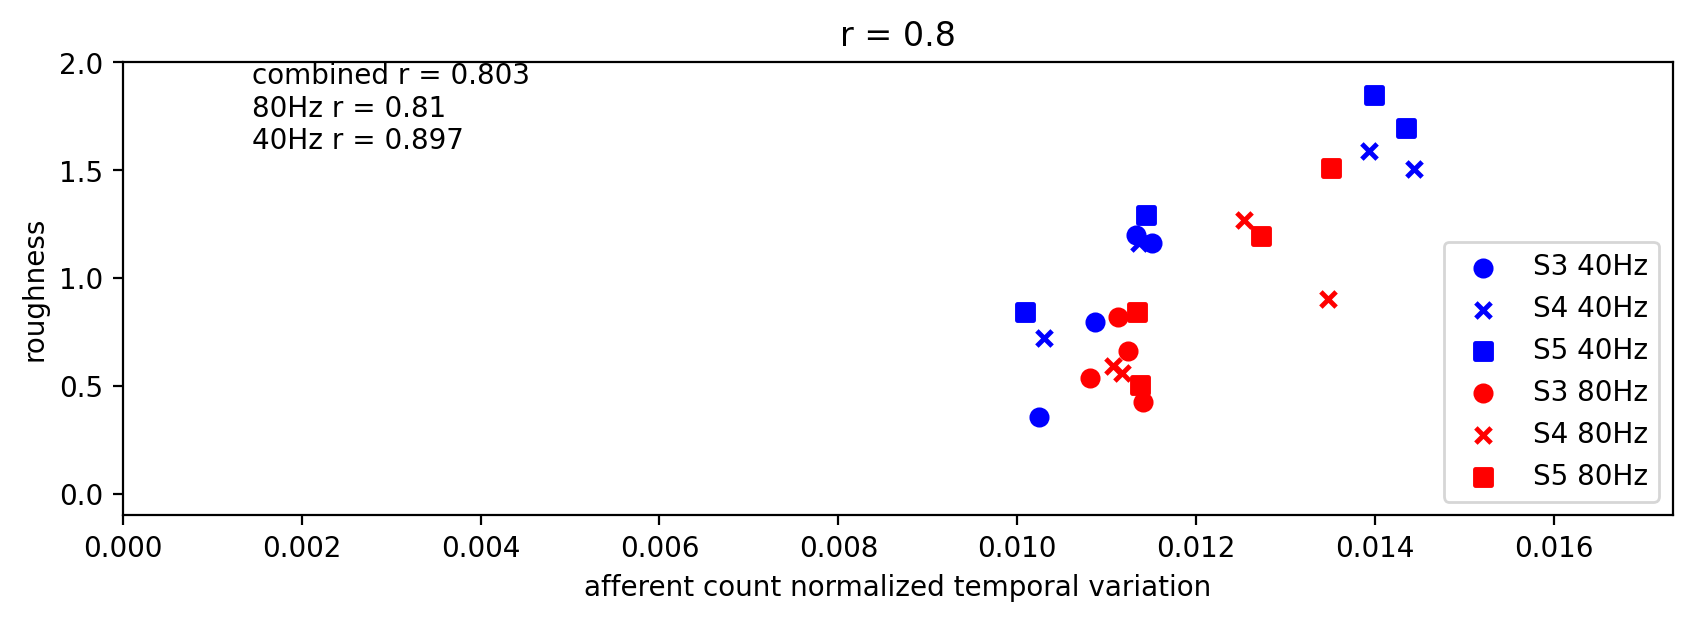 r = 0.8
combined r = 0.803
80Hz r = 0.81
40Hz r = 0.897
2.0
1.5
1.0
0.5
0.0
roughness
S3 40Hz
S4 40Hz
S5 40Hz
S3 80Hz
S4 80Hz
S5 80Hz
0.000 0.002 0.004 0.006 0.008 0.010 0.012 0.014 0.016
afferent count normalized temporal variation